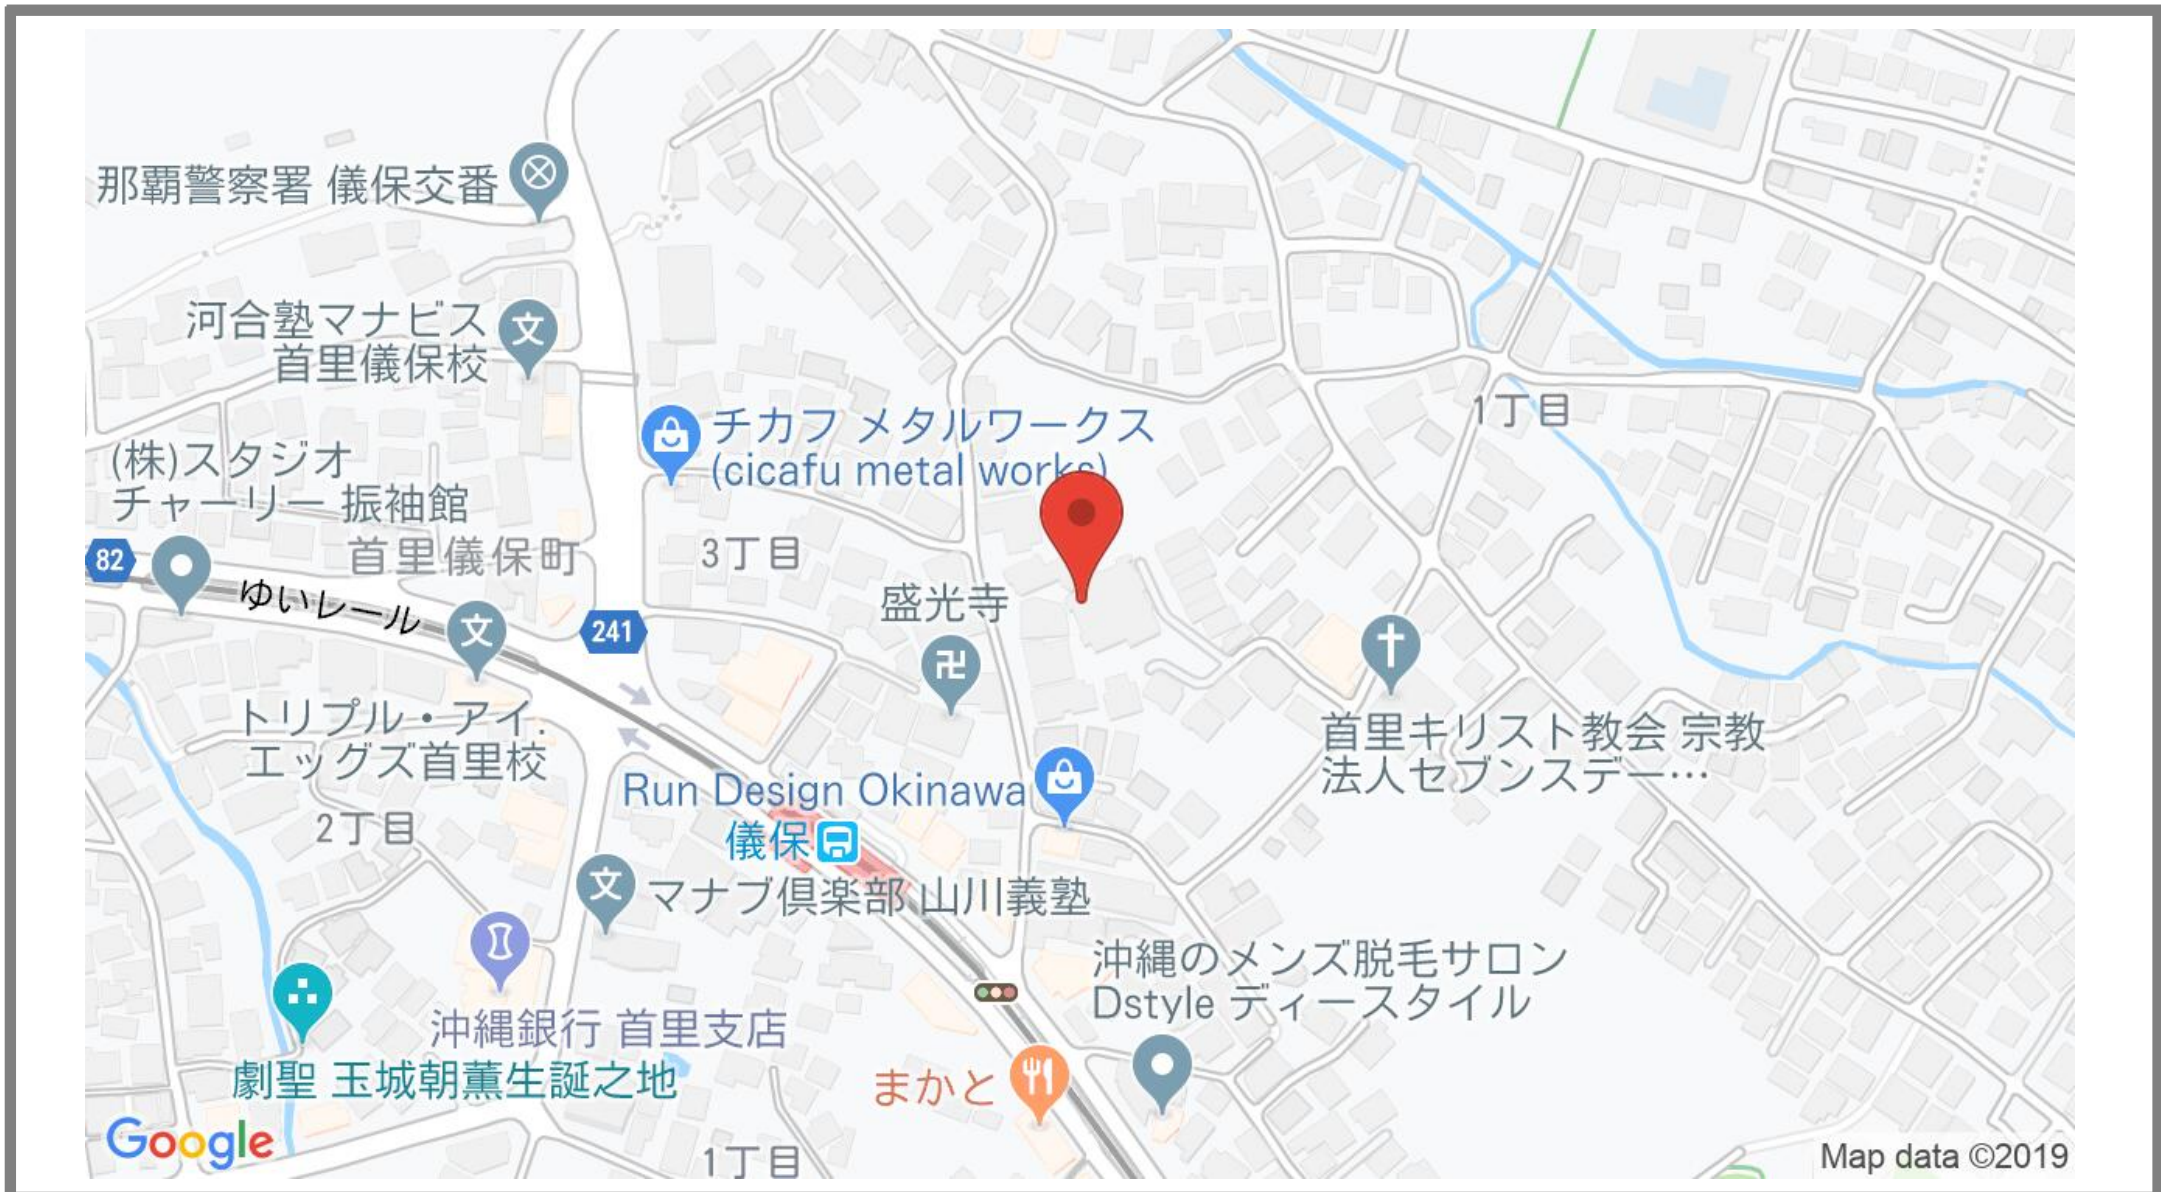 那覇警察署 儀保交番
河合塾マナビス
首里儀保校
チカフ メタルワークス
(cicafu metal works)
1丁目
(株)スタジオ
チャーリー 振袖館
首里儀保町
3丁目
82
ゆいレール
241
盛光寺
トリプル・アイ.
エッグズ首里校
首里キリスト教会 宗教
法人セブンスデー…
Run Design Okinawa
儀保
2丁目
マナブ倶楽部 山川義塾
沖縄のメンズ脱毛サロン
Dstyle ディースタイル
沖縄銀行 首里支店
劇聖 玉城朝薫生誕之地
まかと
Google
1丁目
Map data ©2019